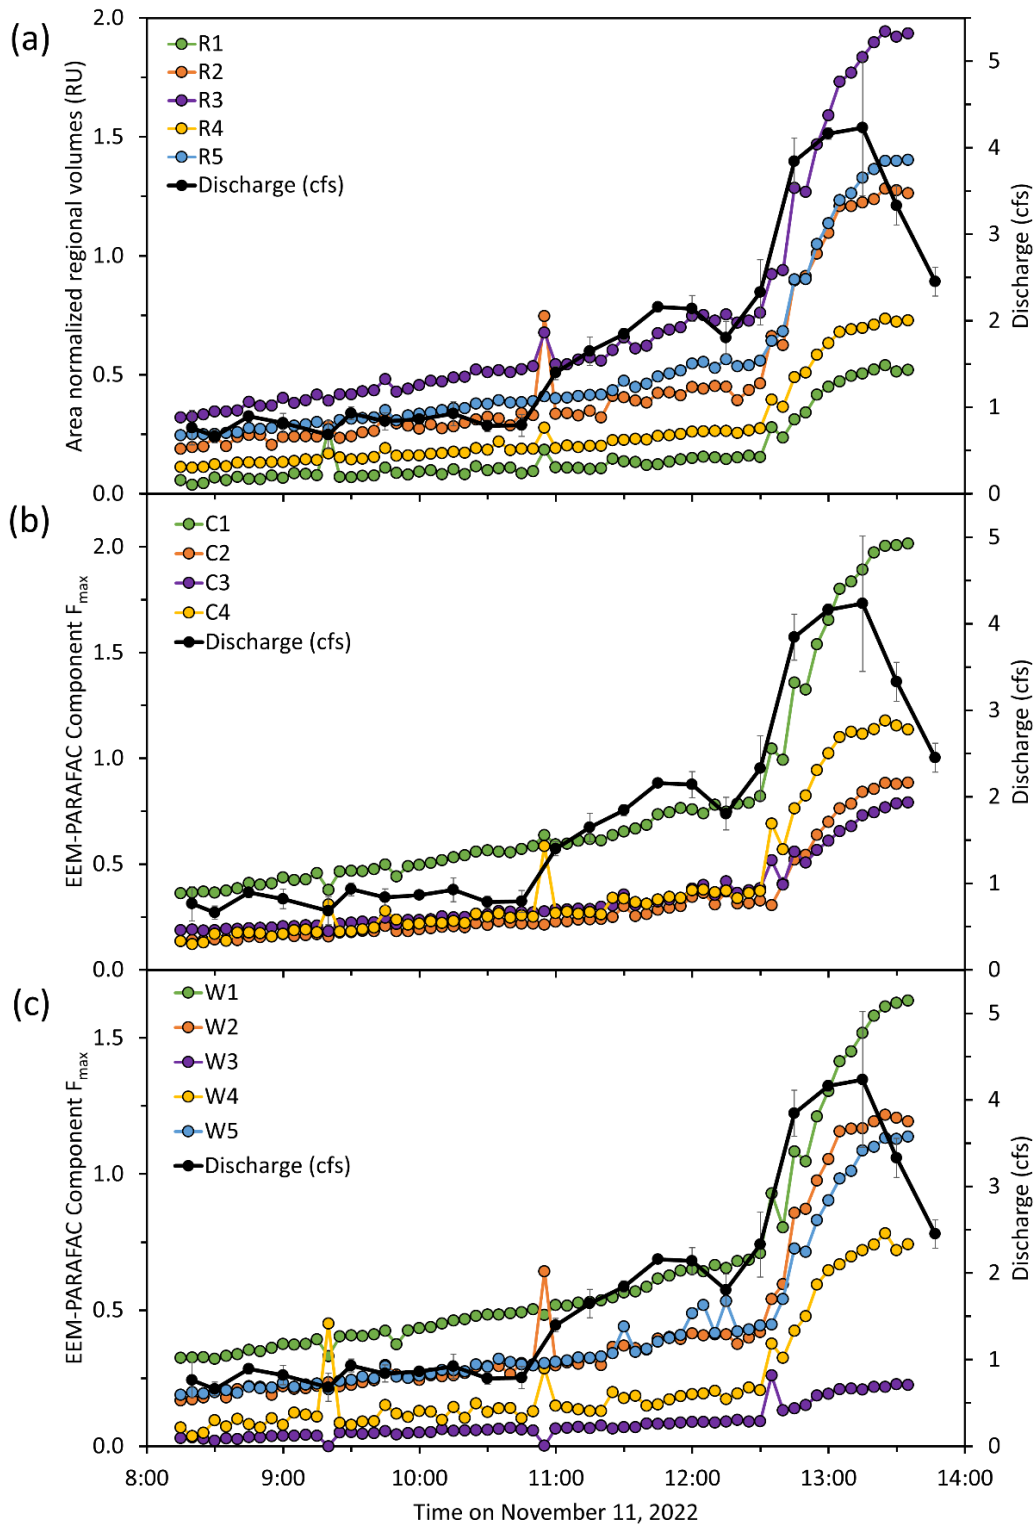 (a)
Area normalized regional volumes (RU)
2.0
1.5
1.0
0.5
0.0
R1
R2
R3
R4
R5
Discharge (cfs)
5
4
3
2
1
0
Discharge (cfs)
(b)
EEM-PARAFAC Component Fmax
2.0
1.5
1.0
0.5
0.0
C1
C2
C3
C4
Discharge (cfs)
5
4
3
2
1
0
Discharge (cfs)
(c)
EEM-PARAFAC Component Fmax
1.5
1.0
0.5
0.0
W1
W2
W3
W4
W5
Discharge (cfs)
5
4
3
2
1
0
Discharge (cfs)
8:00 9:00 10:00 11:00 12:00 13:00 14:00
Time on November 11, 2022